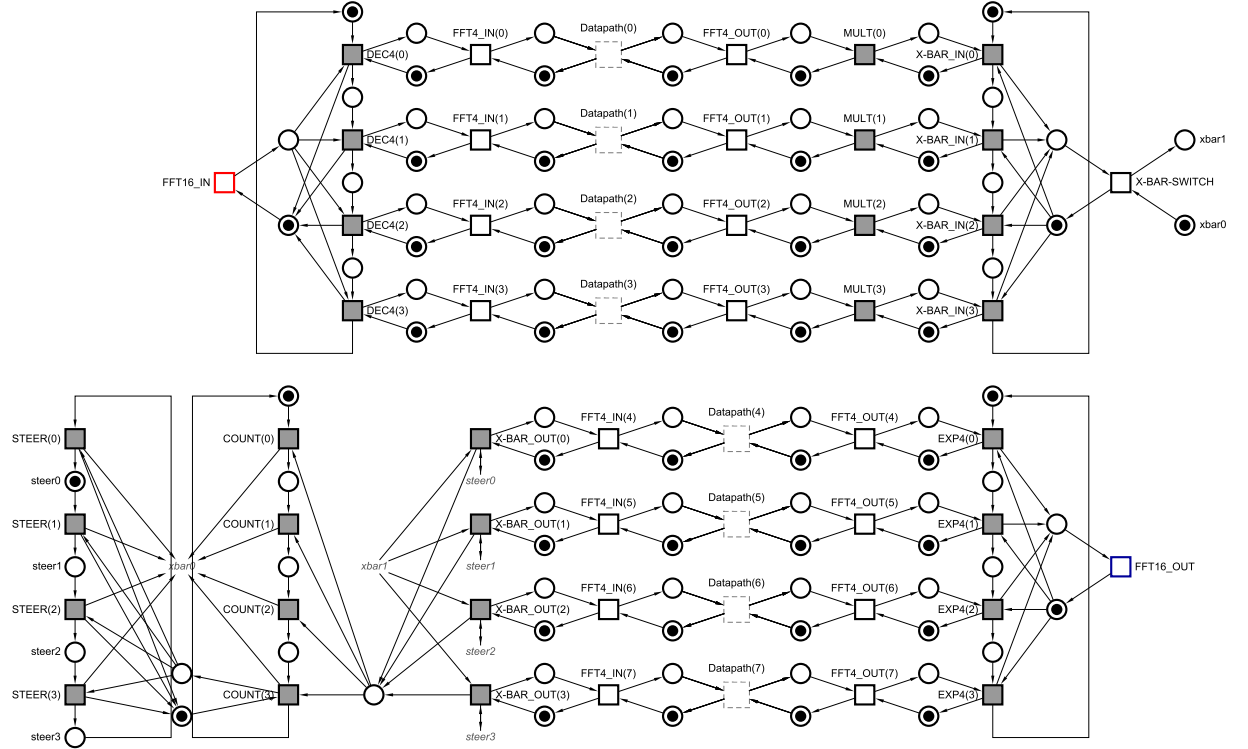 FFT4_IN(0) Datapath(0) FFT4_OUT(0) MULT(0)
DEC4(0) X-BAR_IN(0)
FFT4_IN(1) Datapath(1) FFT4_OUT(1) MULT(1)
DEC4(1) X-BAR_IN(1) xbar1
FFT16_IN X-BAR-SWITCH
FFT4_IN(2) Datapath(2) FFT4_OUT(2) MULT(2)
DEC4(2) X-BAR_IN(2) xbar0
FFT4_IN(3) Datapath(3) FFT4_OUT(3) MULT(3)
DEC4(3) X-BAR_IN(3)
FFT4_IN(4) Datapath(4) FFT4_OUT(4)
STEER(0) COUNT(0) X-BAR_OUT(0) EXP4(0)
steer0 steer0
FFT4_IN(5) Datapath(5) FFT4_OUT(5)
STEER(1) COUNT(1) X-BAR_OUT(1) EXP4(1)
steer1 xbar0 xbar1 steer1 FFT16_OUT
FFT4_IN(6) Datapath(6) FFT4_OUT(6)
STEER(2) COUNT(2) X-BAR_OUT(2) EXP4(2)
steer2 steer2
FFT4_IN(7) Datapath(7) FFT4_OUT(7)
STEER(3) COUNT(3) X-BAR_OUT(3) EXP4(3)
steer3 steer3